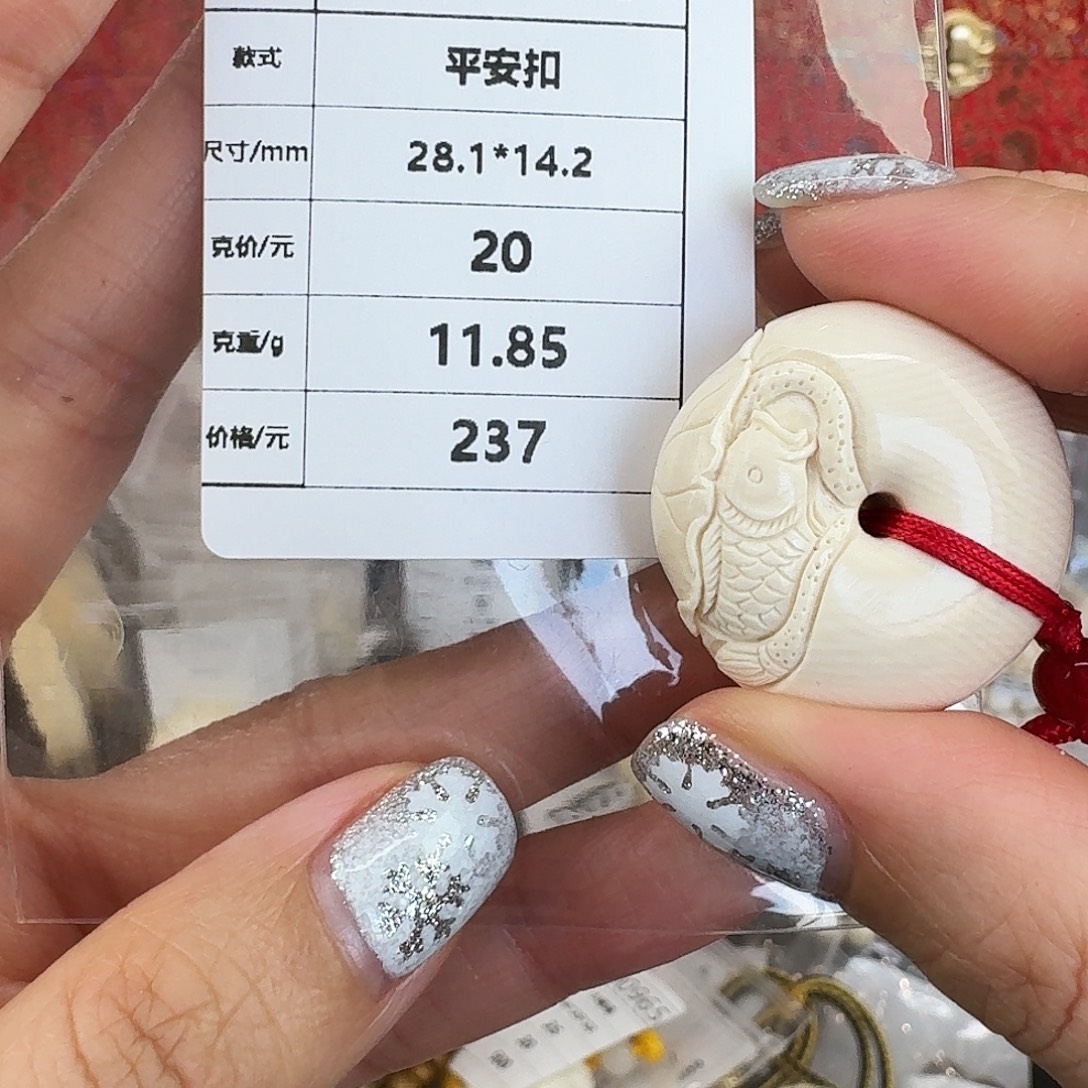 款式 平安扣
尺寸/mm 28.1*14.2
克价/元 20
克重/g 11.85
价格/元 237
0965